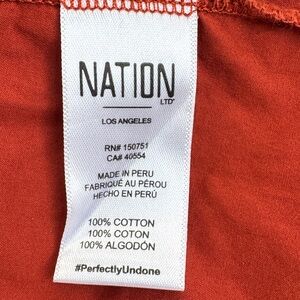 NATION
LTD
LOS ANGELES
RN# 150751
CA# 40554
MADE IN PERU
FABRIQUÉ AU PÉROU
HECHO EN PERÚ
100% COTTON
100% COTON
100% ALGODÓN
#PerfectlyUndone